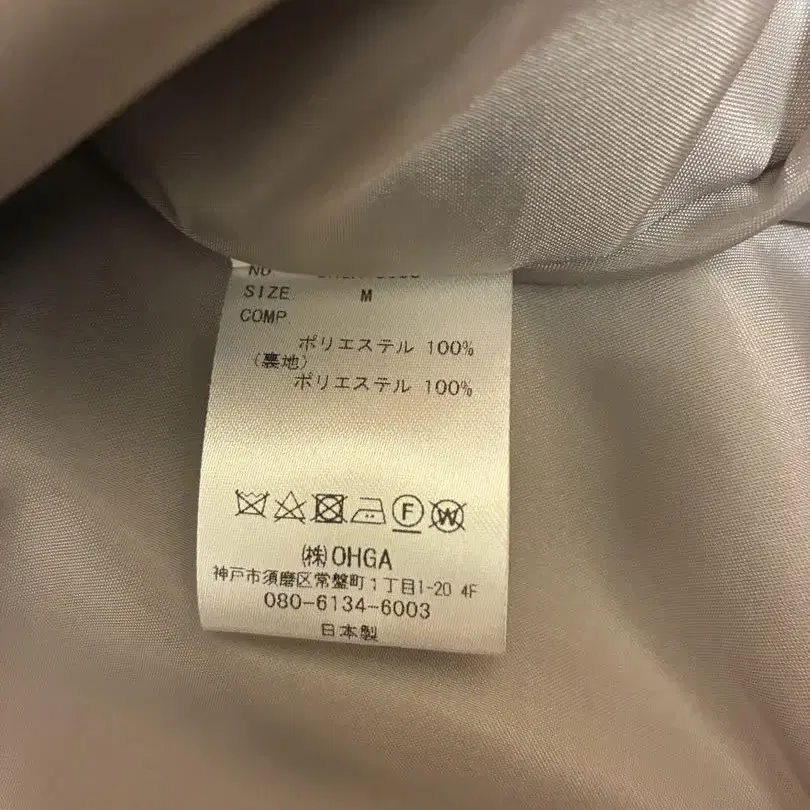 NO
SIZE M
COMP
ポリエステル 100%
(裏地)
ポリエステル 100%
F W
㈱OHGA
神戸市須磨区常盤町1丁目1-20 4F
080-6134-6003
日本製